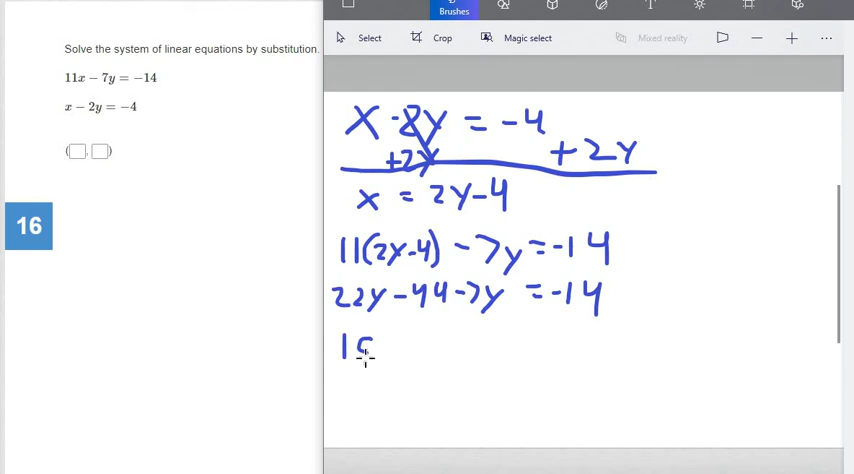 Brushes
Select
Crop
Magic select
Mixed reality
Solve the system of linear equations by substitution.
11x − 7y = −14
x − 2y = −4
( , )
16
x - 2y = -4
+2y +2y
x = 2y-4
11(2y-4) - 7y = -14
22y - 44 - 7y = -14
15